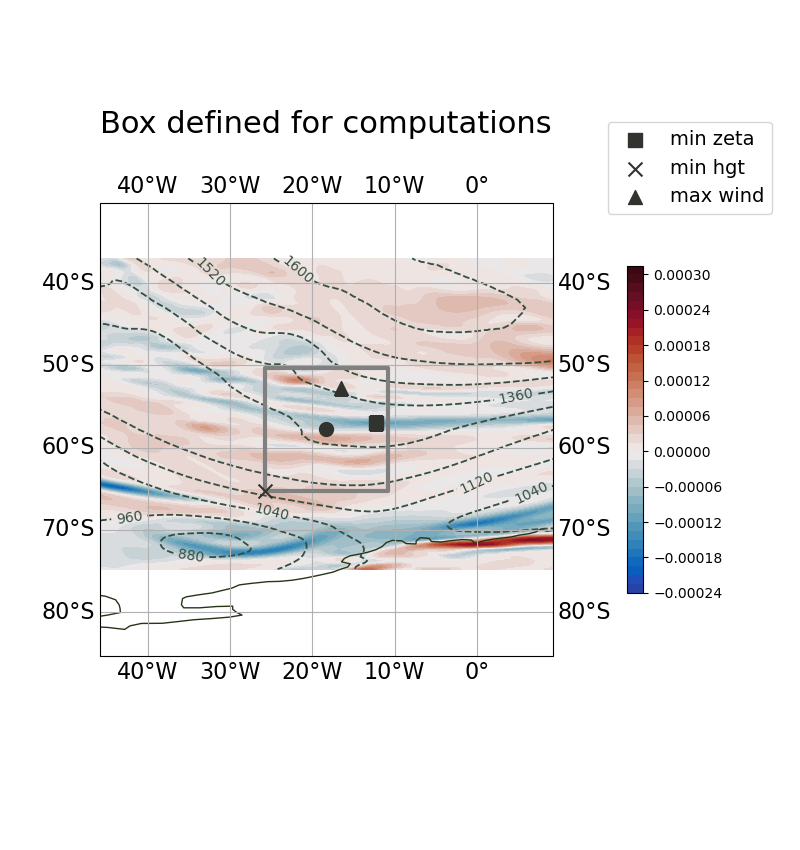 Box defined for computations
min zeta
min hgt
max wind
40°W 30°W 20°W 10°W 0°
40°S 40°S
50°S 50°S
60°S 60°S
70°S 70°S
80°S 80°S
40°W 30°W 20°W 10°W 0°
1520
1600
1360
1120
1040
1040
960
880
0.00030
0.00024
0.00018
0.00012
0.00006
0.00000
−0.00006
−0.00012
−0.00018
−0.00024